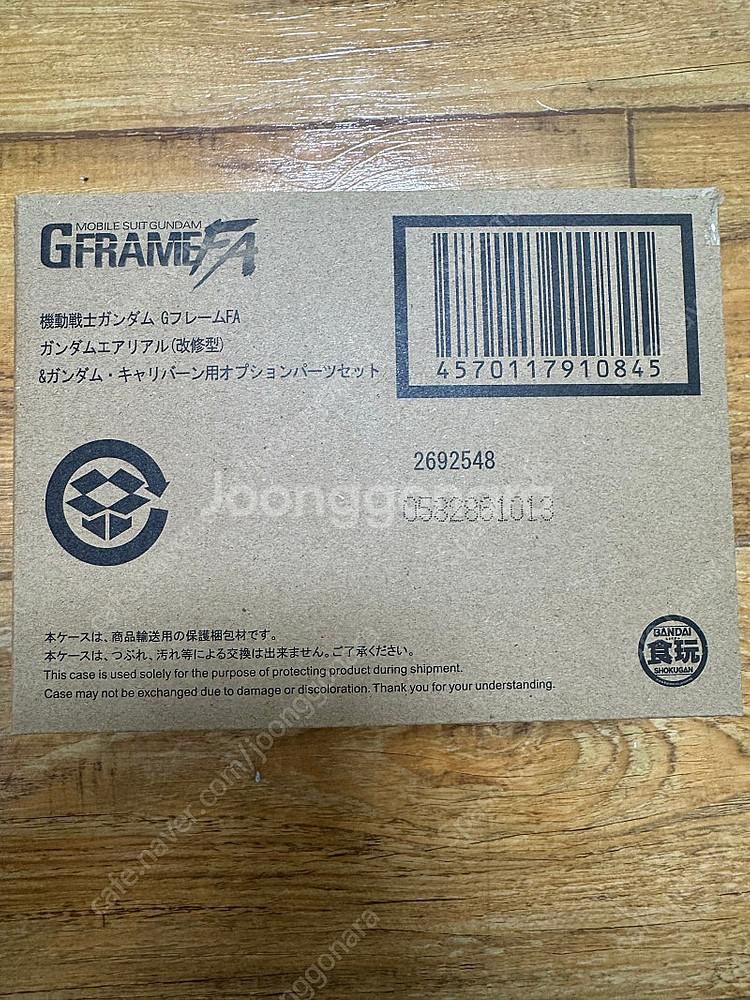 MOBILE SUIT GUNDAM
GFRAMEFA
機動戦士ガンダム GフレームFA
ガンダムエアリアル(改修型)
&ガンダム・キャリバーン用オプションパーツセット
4570117910845
2692548
0532881013
Joonggonara
本ケースは、商品輸送用の保護梱包材です。
本ケースは、つぶれ、汚れ等による交換は出来ません。ご了承ください。
This case is used solely for the purpose of protecting product during shipment.
Case may not be exchanged due to damage or discoloration. Thank you for your understanding.
BANDAI
食玩
SHOKUGAN
cafe.naver.com/joonggonara
joonggonara